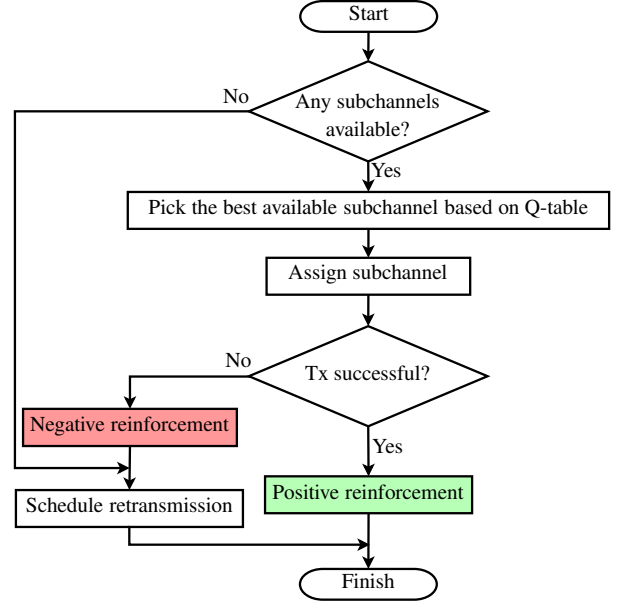 Start
No
Any subchannels
available?
Yes
Pick the best available subchannel based on Q-table
Assign subchannel
No
Tx successful?
Negative reinforcement
Yes
Schedule retransmission
Positive reinforcement
Finish